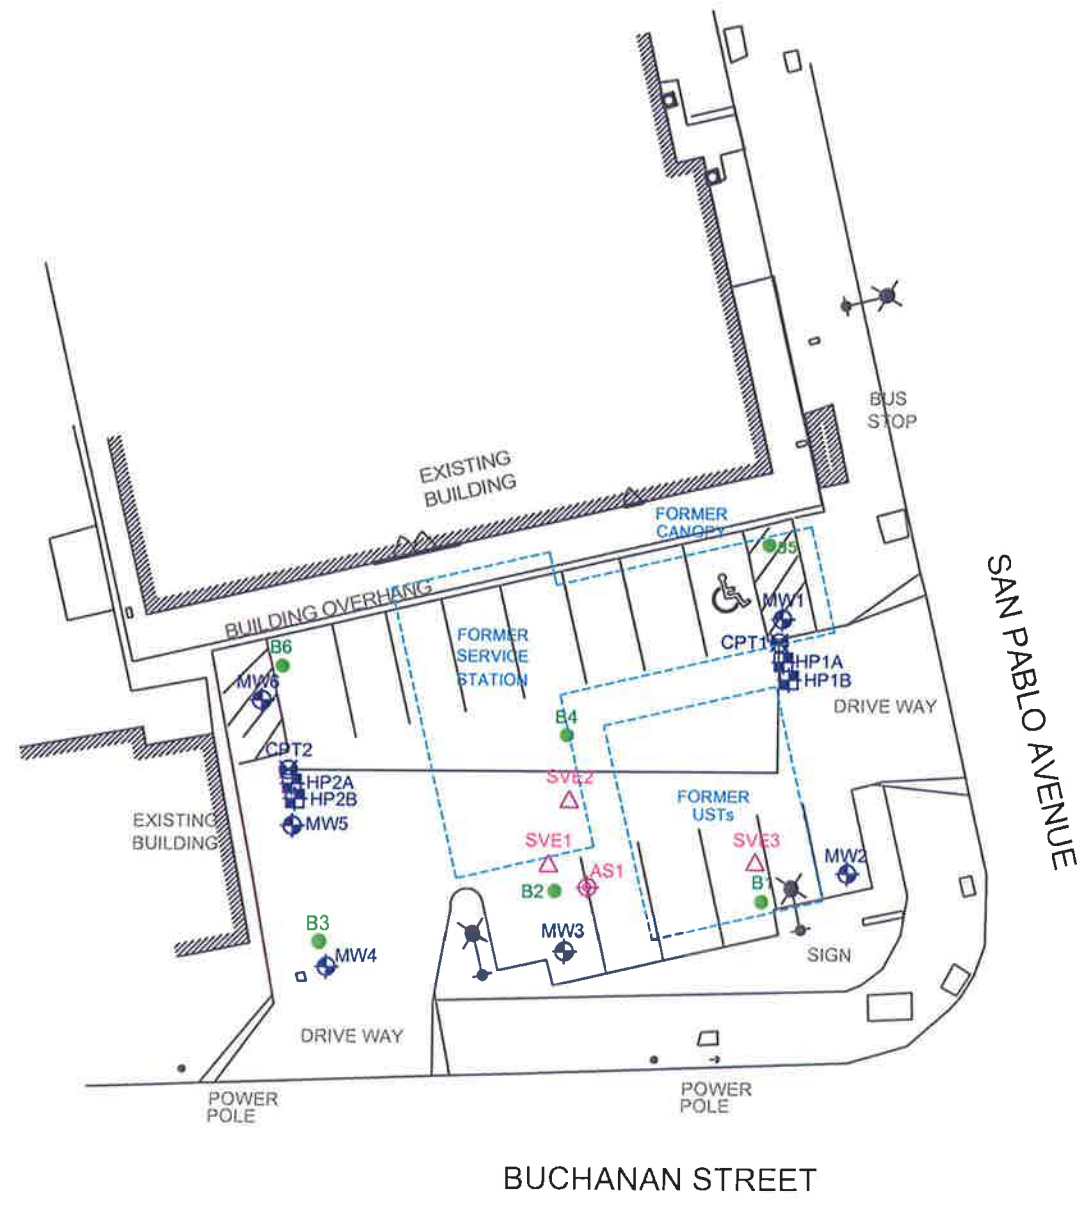 BUS
STOP
EXISTING
BUILDING
FORMER
CANOPY
B5
BUILDING OVERHANG
MW1
SAN PABLO AVENUE
FORMER
SERVICE
STATION
B6
CPT1
HP1A
HP1B
MW6
DRIVE WAY
B4
CPT2
HP2A
HP2B
SVE2
FORMER
USTs
EXISTING
BUILDING
MW5
SVE1
SVE3
MW2
AS1
B2
B1
B3
MW3
MW4
SIGN
DRIVE WAY
POWER
POLE
POWER
POLE
BUCHANAN STREET